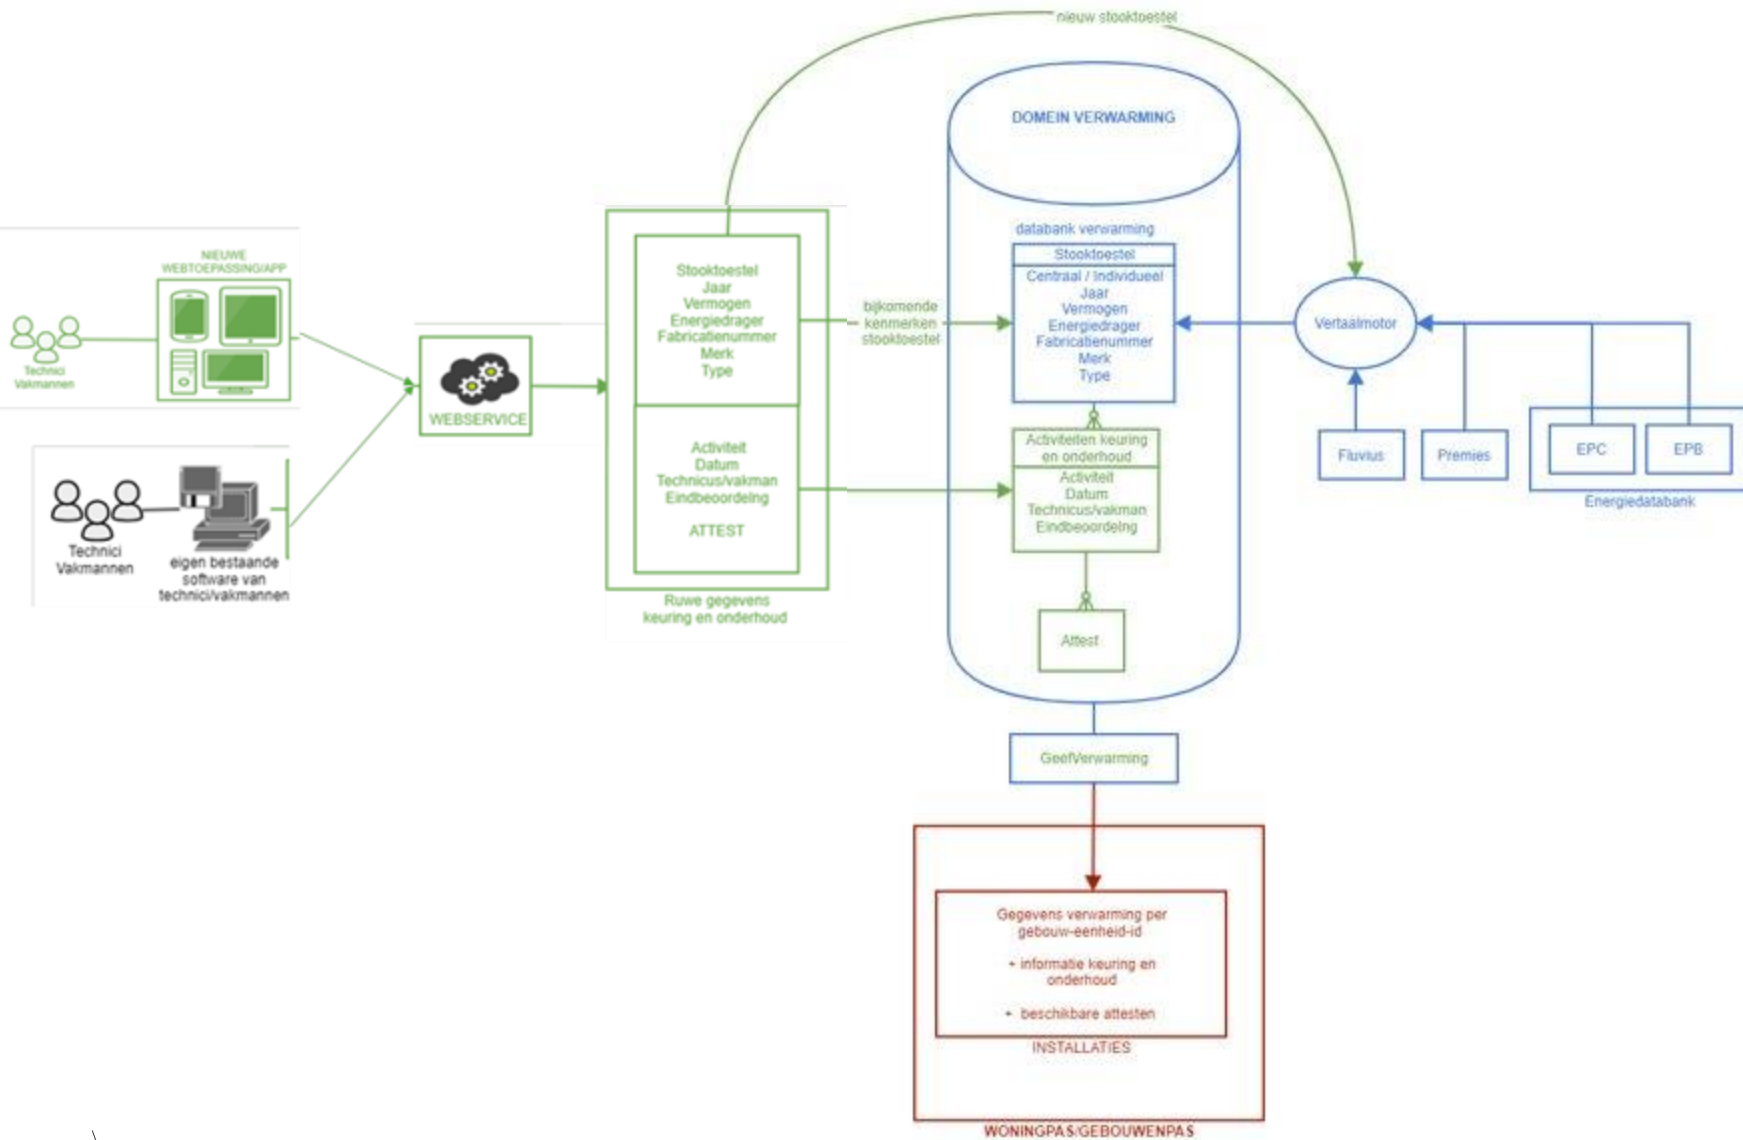 nieuw stooktoestel
DOMEIN VERWARMING
NIEUWE
WEBTOEPASSING/APP
Technici
Vakmannen
Technici
Vakmannen
eigen bestaande
software van
technici/vakmannen
WEBSERVICE
Stooktoestel
Jaar
Vermogen
Energiedrager
Fabricatienummer
Merk
Type
Activiteit
Datum
Technicus/vakman
Eindbeoordelng
ATTEST
Ruwe gegevens
keuring en onderhoud
bijkomende
kenmerken
stooktoestel
databank verwarming
Stooktoestel
Centraal / Individueel
Jaar
Vermogen
Energiedrager
Fabricatienummer
Merk
Type
Activiteiten keuring
en onderhoud
Activiteit
Datum
Technicus/vakman
Eindbeoordelng
Attest
Vertaalmotor
Fluvius
Premies
EPC
EPB
Energiedatabank
GeefVerwarming
Gegevens verwarming per
gebouw-eenheid-id
+ informatie keuring en
onderhoud
+ beschikbare attesten
INSTALLATIES
WONINGPAS/GEBOUWENPAS
\